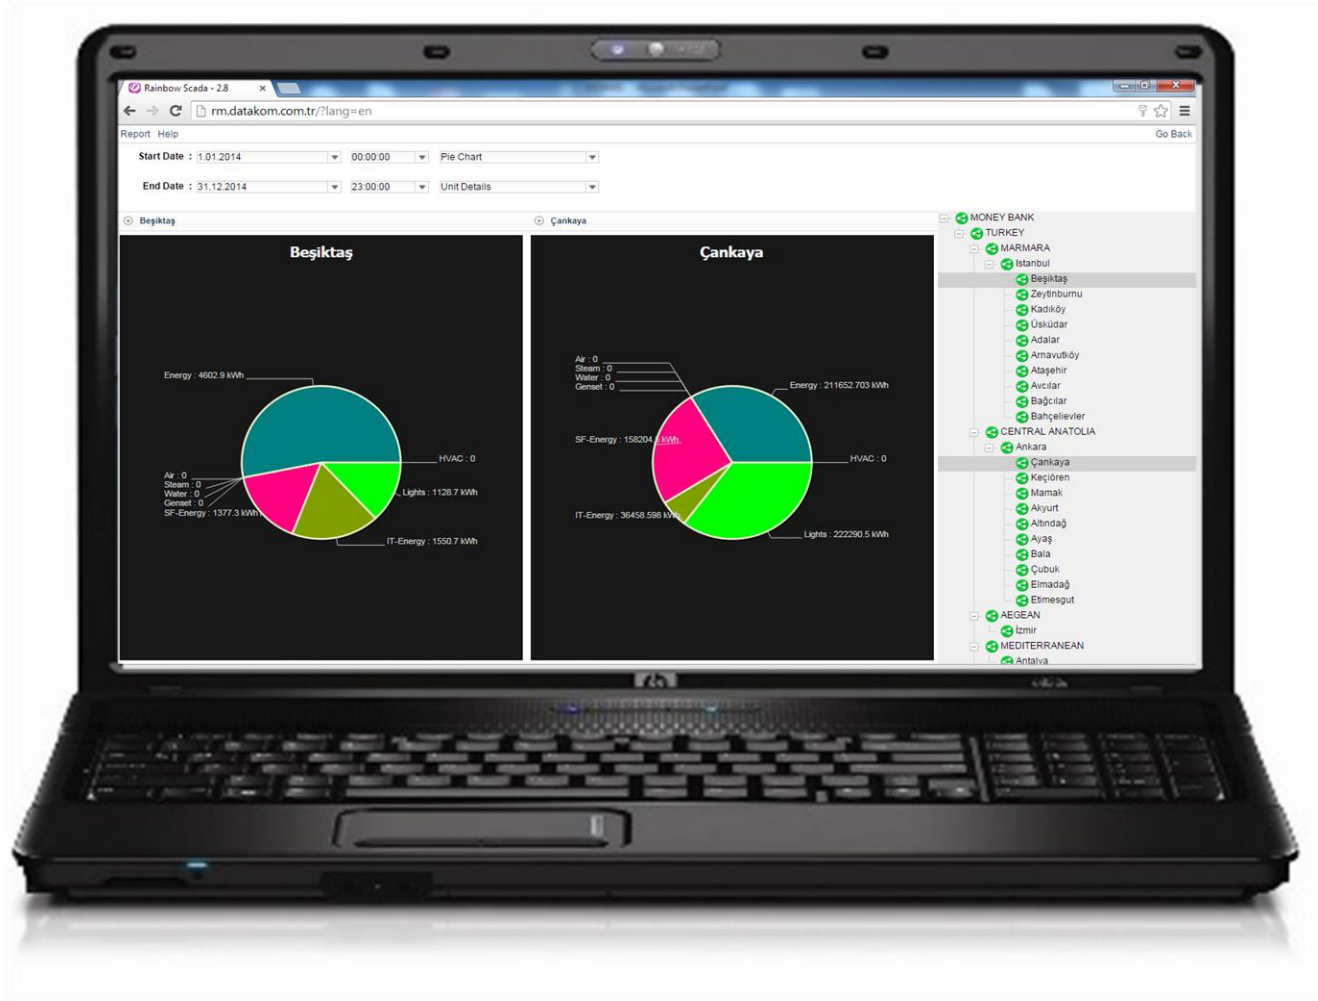 Rainbow Scada - 2.8
rm.datakom.com.tr/?lang=en
Report Help Go Back
Start Date : 1.01.2014 00:00:00 Pie Chart
End Date : 31.12.2014 23:00:00 Unit Details
Beşiktaş
Çankaya
Beşiktaş
Energy : 4602.9 kWh
HVAC : 0
Air : 0
Steam : 0
Water : 0
Genset : 0
SF-Energy : 1377.3 kWh
Lights : 1128.7 kWh
IT-Energy : 1550.7 kWh
Çankaya
Air : 0
Steam : 0
Water : 0
Genset : 0
Energy : 211652.703 kWh
SF-Energy : 158204. kWh
HVAC : 0
IT-Energy : 36458.598 kWh
Lights : 222290.5 kWh
MONEY BANK
TURKEY
MARMARA
Istanbul
Beşiktaş
Zeytinburnu
Kadıköy
Üsküdar
Adalar
Arnavutköy
Ataşehir
Avcılar
Bağcılar
Bahçelievler
CENTRAL ANATOLIA
Ankara
Çankaya
Keçiören
Mamak
Akyurt
Altındağ
Ayaş
Bala
Çubuk
Elmadağ
Etimesgut
AEGEAN
İzmir
MEDITERRANEAN
Antalya
hp